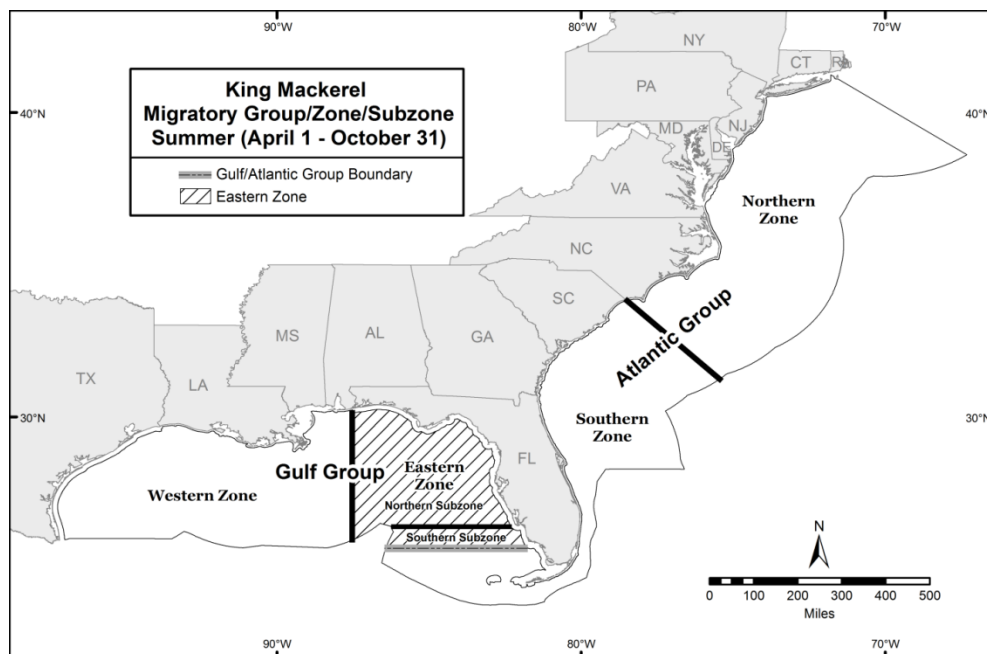 90°W
80°W
70°W
King Mackerel
Migratory Group/Zone/Subzone
Summer (April 1 - October 31)
Gulf/Atlantic Group Boundary
Eastern Zone
40°N
40°N
NY
CT
RI
PA
NJ
MD
DE
VA
Northern
Zone
NC
SC
Atlantic Group
MS
AL
GA
TX
LA
30°N
30°N
Southern
Zone
FL
Gulf Group
Eastern
Zone
Western Zone
Northern Subzone
Southern Subzone
N
0 100 200 300 400 500
Miles
90°W
80°W
70°W